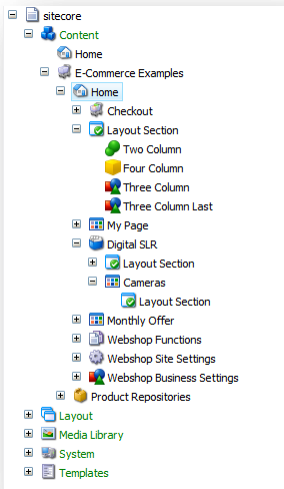 sitecore
Content
Home
E-Commerce Examples
Home
Checkout
Layout Section
Two Column
Four Column
Three Column
Three Column Last
My Page
Digital SLR
Layout Section
Cameras
Layout Section
Monthly Offer
Webshop Functions
Webshop Site Settings
Webshop Business Settings
Product Repositories
Layout
Media Library
System
Templates